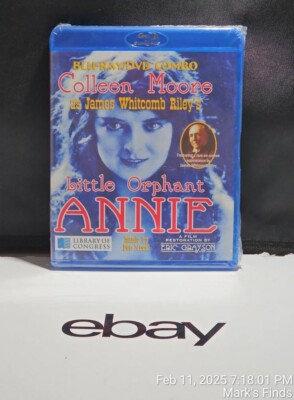 BLU-RAY/DVD COMBO
Colleen Moore
as James Whitcomb Riley's
Little Orphant
ANNIE
LIBRARY OF
CONGRESS
A FILM
RESTORATION BY
ERIC GRAYSON
ebay
Feb 11, 2025 7:18:01 PM
Mark's Finds